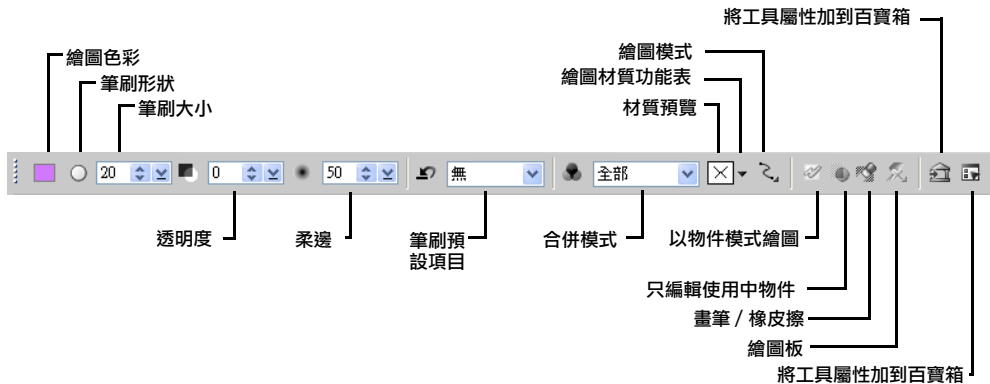 將工具屬性加到百寶箱
繪圖色彩
繪圖模式
筆刷形狀
繪圖材質功能表
筆刷大小
材質預覽
20
0
50
無
全部
透明度
柔邊
筆刷預
設項目
合併模式
以物件模式繪圖
只編輯使用中物件
畫筆 / 橡皮擦
繪圖板
將工具屬性加到百寶箱